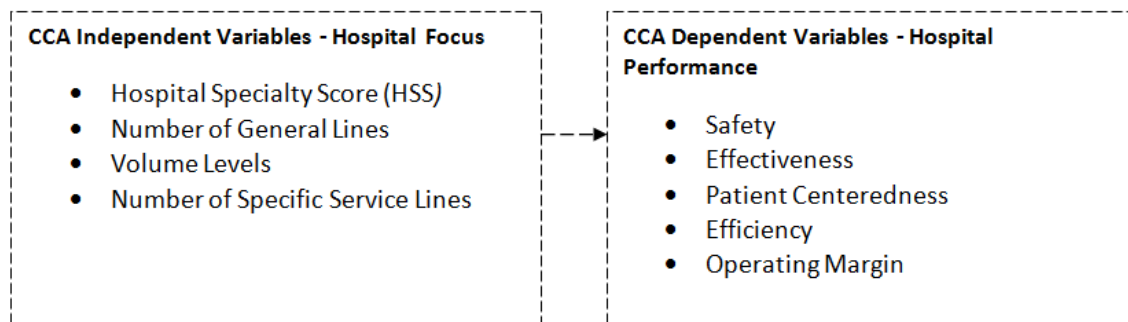 CCA Independent Variables - Hospital Focus
• Hospital Specialty Score (HSS)
• Number of General Lines
• Volume Levels
• Number of Specific Service Lines
CCA Dependent Variables - Hospital
Performance
• Safety
• Effectiveness
• Patient Centeredness
• Efficiency
• Operating Margin